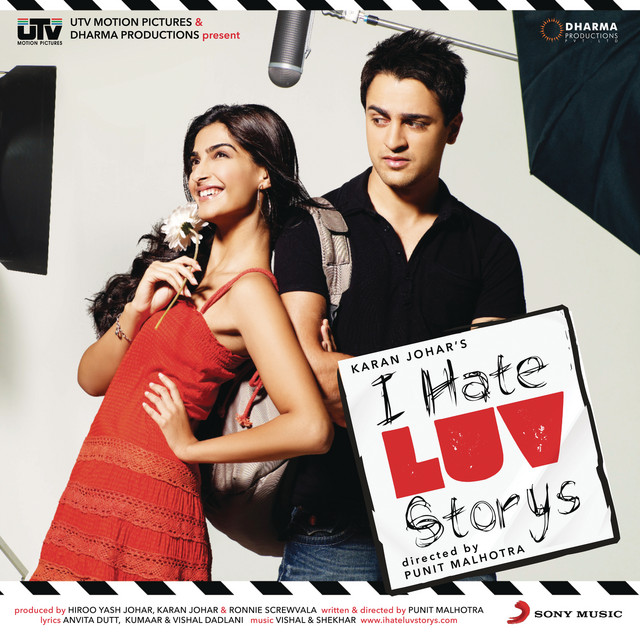 UTV
MOTION PICTURES
UTV MOTION PICTURES &
DHARMA PRODUCTIONS present
DHARMA
PRODUCTIONS
PVT LTD
KARAN JOHAR'S
I Hate
LUV
Storys
directed by
PUNIT MALHOTRA
produced by HIROO YASH JOHAR, KARAN JOHAR & RONNIE SCREWVALA written & directed by PUNIT MALHOTRA
lyrics ANVITA DUTT, KUMAAR & VISHAL DADLANI music VISHAL & SHEKHAR www.ihateluvstorys.com
SONY MUSIC